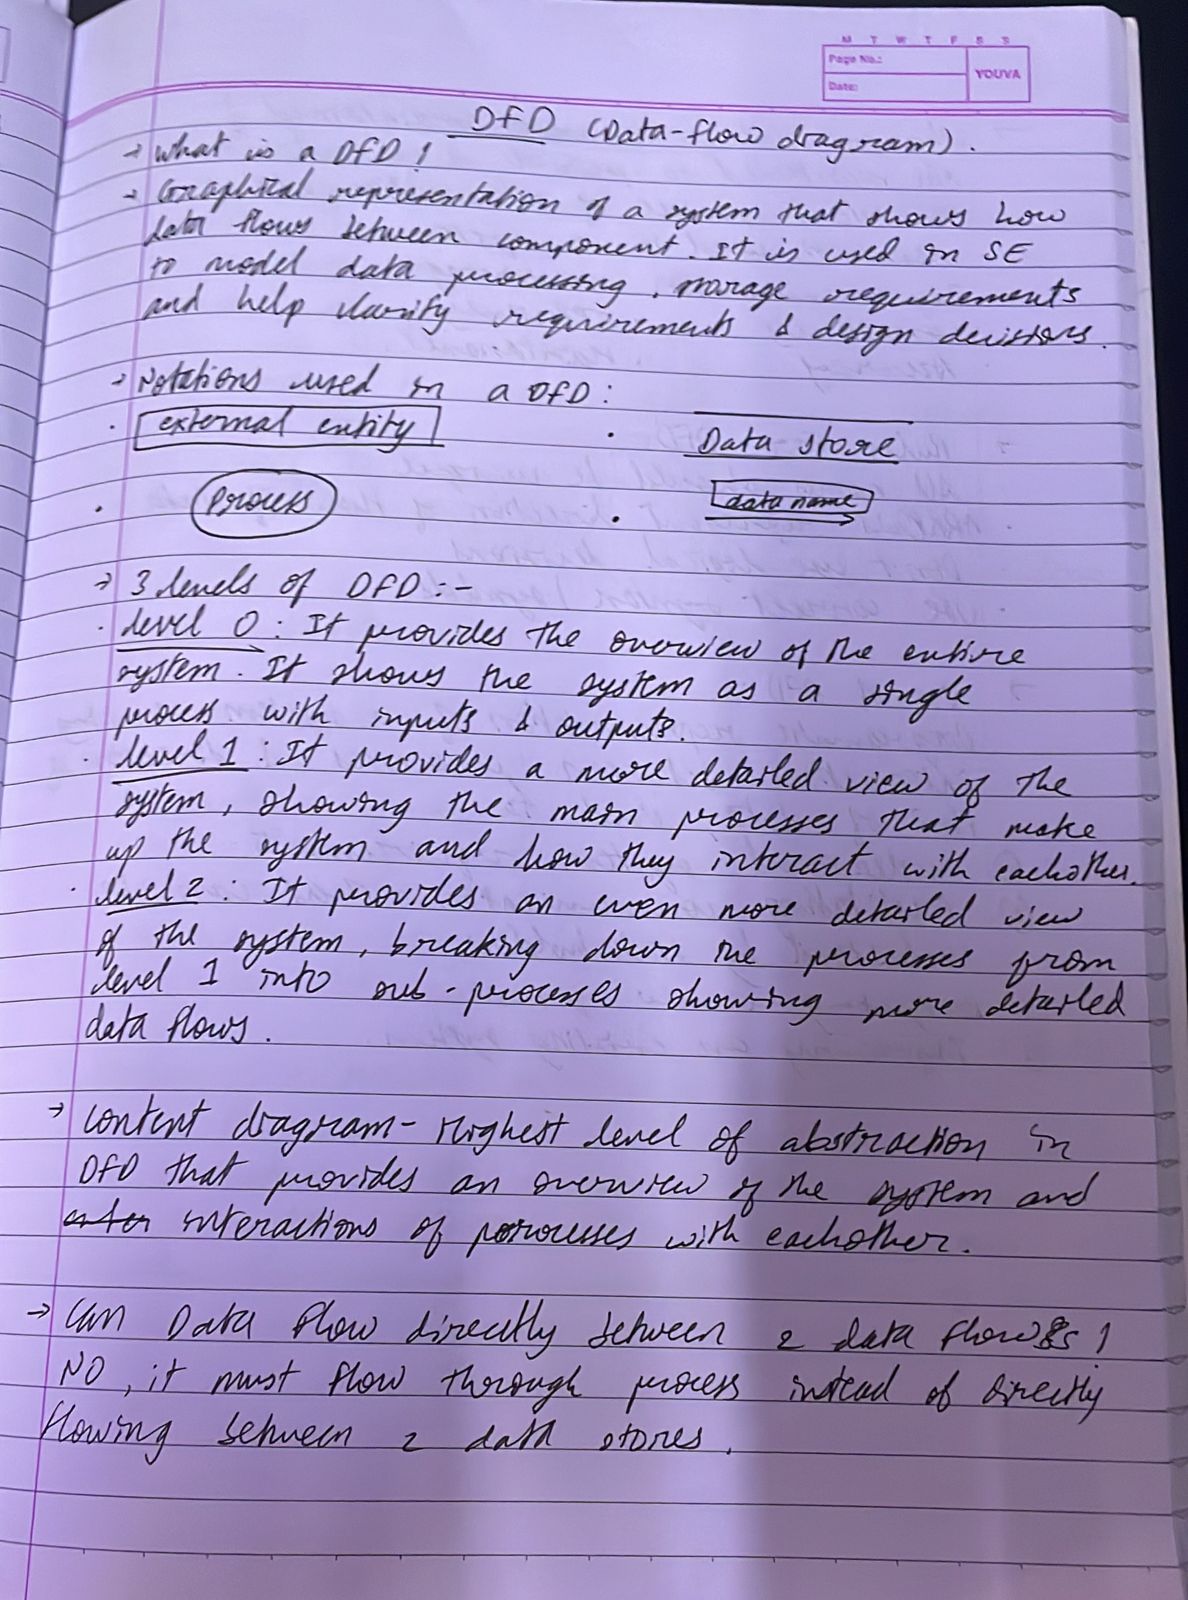 M T W T F S S
Page No.:
YOUVA
Date:
DFD (Data-flow diagram).
→ What is a DFD?
→ Graphical representation of a system that shows how
data flows between component. It is used in SE
to model data processing, manage requirements
and help clarify requirements & design decisions.
→ Notations used in a DFD:
· external entity · Data store
· Process · data name
→ 3 levels of DFD:-
· level 0: It provides the overview of the entire
system. It shows the system as a single
process with inputs & outputs.
· level 1: It provides a more detailed view of the
system, showing the main processes that make
up the system and how they interact with eachother.
· level 2: It provides an even more detailed view
of the system, breaking down the processes from
level 1 into sub-processes showing more detailed
data flows.
→ Content diagram- Highest level of abstraction in
DFD that provides an overview of the system and
interactions of processes with eachother.
→ Can Data flow directly between 2 data flows?
NO, it must flow through process instead of directly
flowing between 2 data stores.